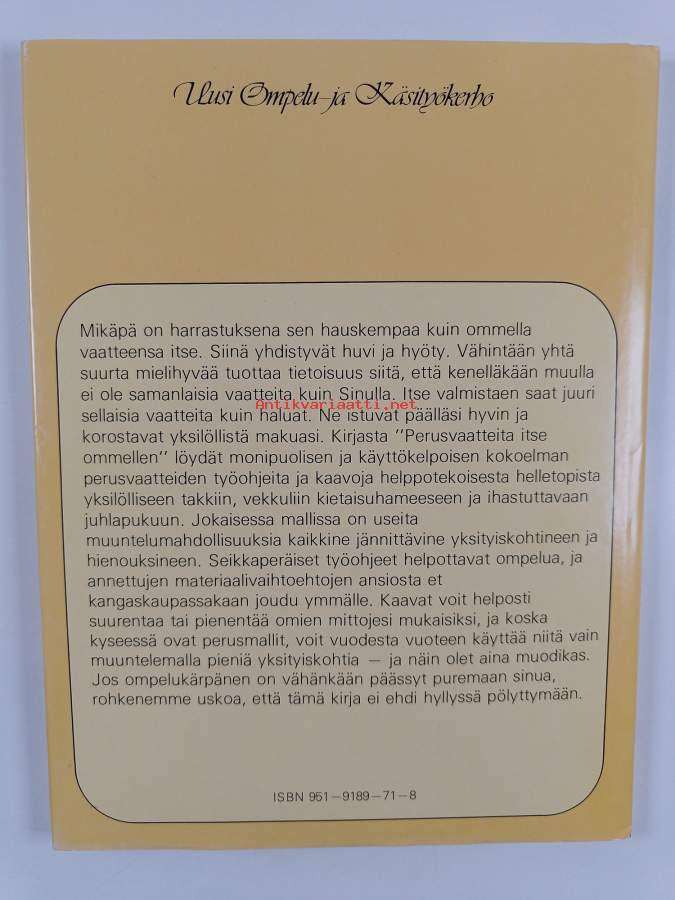 Uusi Ompelu- ja Käsityökerho
Mikäpä on harrastuksena sen hauskempaa kuin ommella
vaatteensa itse. Siinä yhdistyvät huvi ja hyöty. Vähintään yhtä
suurta mielihyvää tuottaa tietoisuus siitä, että kenelläkään muulla
ei ole samanlaisia vaatteita kuin Sinulla. Itse valmistaen saat juuri
Antikvariaatti.net
sellaisia vaatteita kuin haluat. Ne istuvat päälläsi hyvin ja
korostavat yksilöllistä makuasi. Kirjasta "Perusvaatteita itse
ommellen" löydät monipuolisen ja käyttökelpoisen kokoelman
perusvaatteiden työohjeita ja kaavoja helppotekoisesta helletopista
yksilölliseen takkiin, vekkuliin kietaisuhameeseen ja ihastuttavaan
juhlapukuun. Jokaisessa mallissa on useita
muuntelumahdollisuuksia kaikkine jännittävine yksityiskohtineen ja
hienouksineen. Seikkaperäiset työohjeet helpottavat ompelua, ja
annettujen materiaalivaihtoehtojen ansiosta et
kangaskaupassakaan joudu ymmälle. Kaavat voit helposti
suurentaa tai pienentää omien mittojesi mukaisiksi, ja koska
kyseessä ovat perusmallit, voit vuodesta vuoteen käyttää niitä vain
muuntelemalla pieniä yksityiskohtia — ja näin olet aina muodikas.
Jos ompelukärpänen on vähänkään päässyt puremaan sinua,
rohkenemme uskoa, että tämä kirja ei ehdi hyllyssä pölyttymään.
ISBN 951—9189—71—8